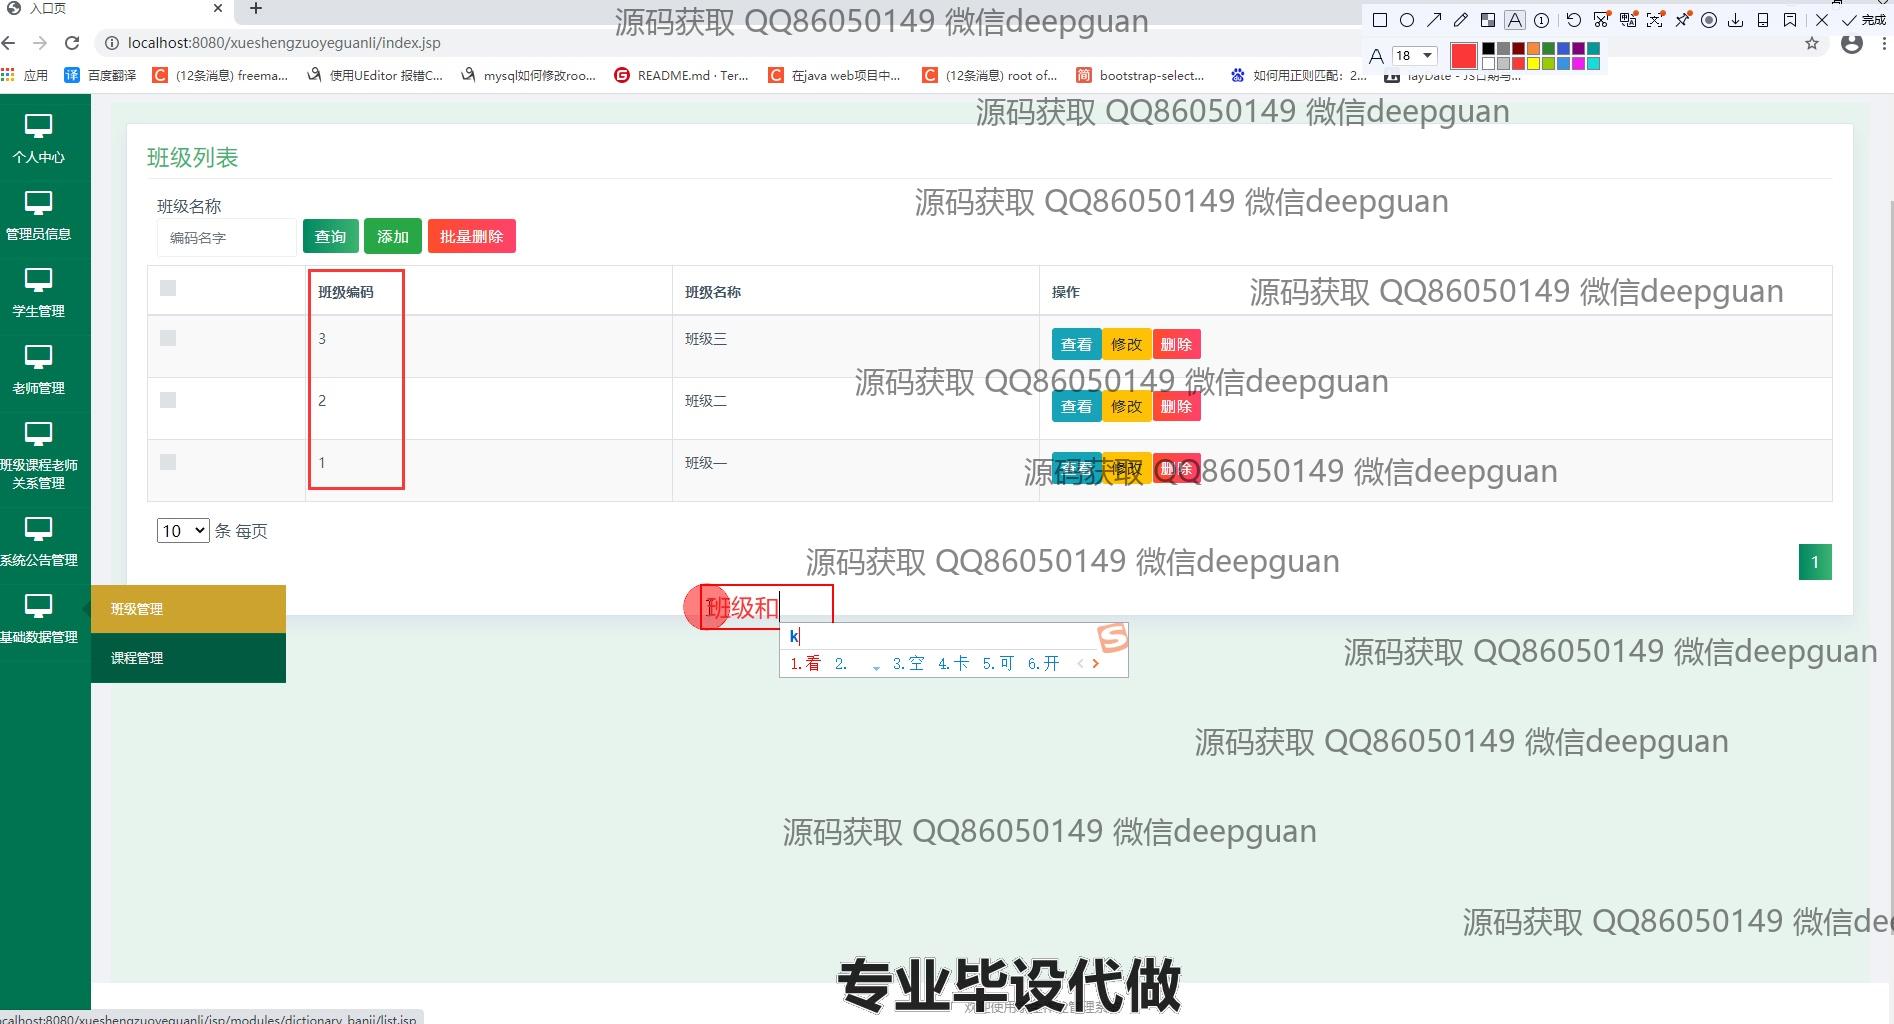 入口页
源码获取 QQ86050149 微信deepguan
完成
localhost:8080/xueshengzuoyeguanli/index.jsp
A 18
应用 百度翻译 (12条消息) freema... 使用UEditor 报错C... mysql如何修改roo... README.md · Ter... 在java web项目中... (12条消息) root of... bootstrap-select... 如何用正则匹配：2... layDate - JS日期与...
源码获取 QQ86050149 微信deepguan
个人中心
班级列表
源码获取 QQ86050149 微信deepguan
班级名称
管理员信息
编码名字 查询 添加 批量删除
班级编码 班级名称 操作
源码获取 QQ86050149 微信deepguan
学生管理
3 班级三 查看 修改 删除
源码获取 QQ86050149 微信deepguan
老师管理
2 班级二 查看 修改 删除
班级课程老师
关系管理
1 班级一 查看 修改 删除
源码获取 QQ86050149 微信deepguan
10 条 每页
系统公告管理
源码获取 QQ86050149 微信deepguan
1
班级管理
班级和
基础数据管理
k
1.看 2. 3.空 4.卡 5.可 6.开
课程管理
源码获取 QQ86050149 微信deepguan
源码获取 QQ86050149 微信deepguan
源码获取 QQ86050149 微信deepguan
源码获取 QQ86050149 微信dee
专业毕设代做
localhost:8080/xueshengzuoyeguanli/jsp/modules/dictionary_banji/list.jsp